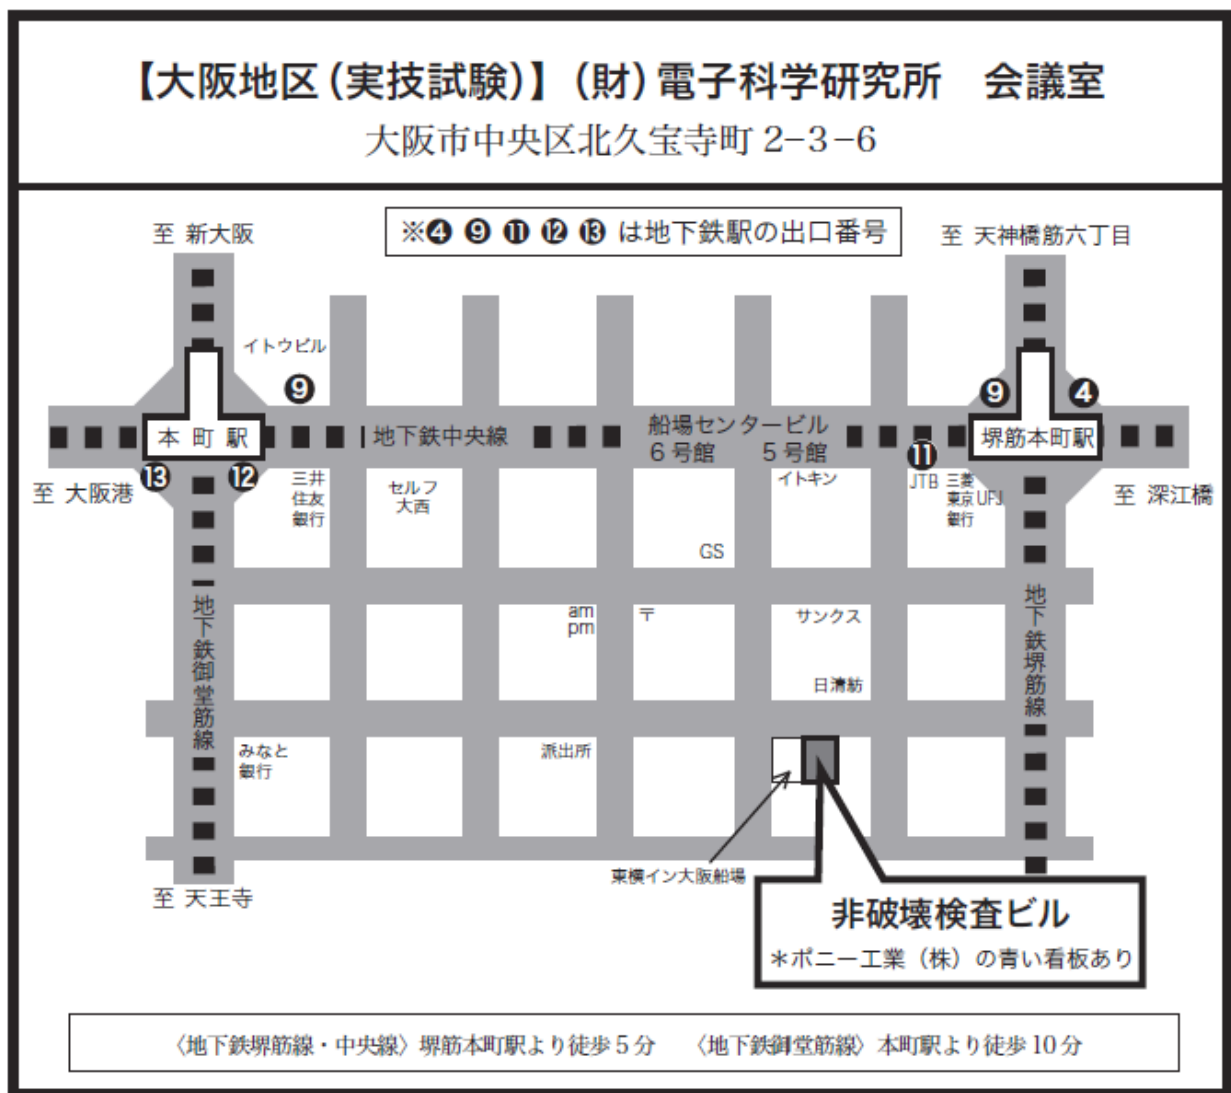 【大阪地区(実技試験)】(財)電子科学研究所　会議室
大阪市中央区北久宝寺町 2-3-6
※❹ ❾ ⓫ ⓬ ⓭ は地下鉄駅の出口番号
至 新大阪
至 天神橋筋六丁目
イトウビル
❾
❾
❹
本町駅
地下鉄中央線
船場センタービル
6号館　5号館
⓫
堺筋本町駅
⓭
⓬
至 大阪港
三井
住友
銀行
セルフ
大西
イトキン
JTB
三菱
東京UFJ
銀行
至 深江橋
GS
地下鉄御堂筋線
am
pm
〒
サンクス
地下鉄堺筋線
日清紡
みなと
銀行
派出所
東横イン大阪船場
至 天王寺
非破壊検査ビル
＊ポニー工業（株）の青い看板あり
〈地下鉄堺筋線・中央線〉堺筋本町駅より徒歩5分　〈地下鉄御堂筋線〉本町駅より徒歩10分